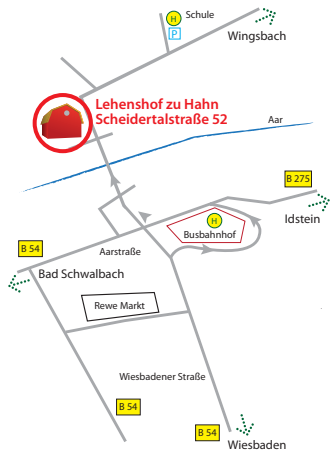 Schule
H
P
Wingsbach
Lehenshof zu Hahn
Scheidertalstraße 52
Aar
B 275
H
Busbahnhof
Idstein
B 54
Aarstraße
Bad Schwalbach
Rewe Markt
Wiesbadener Straße
B 54
B 54
Wiesbaden